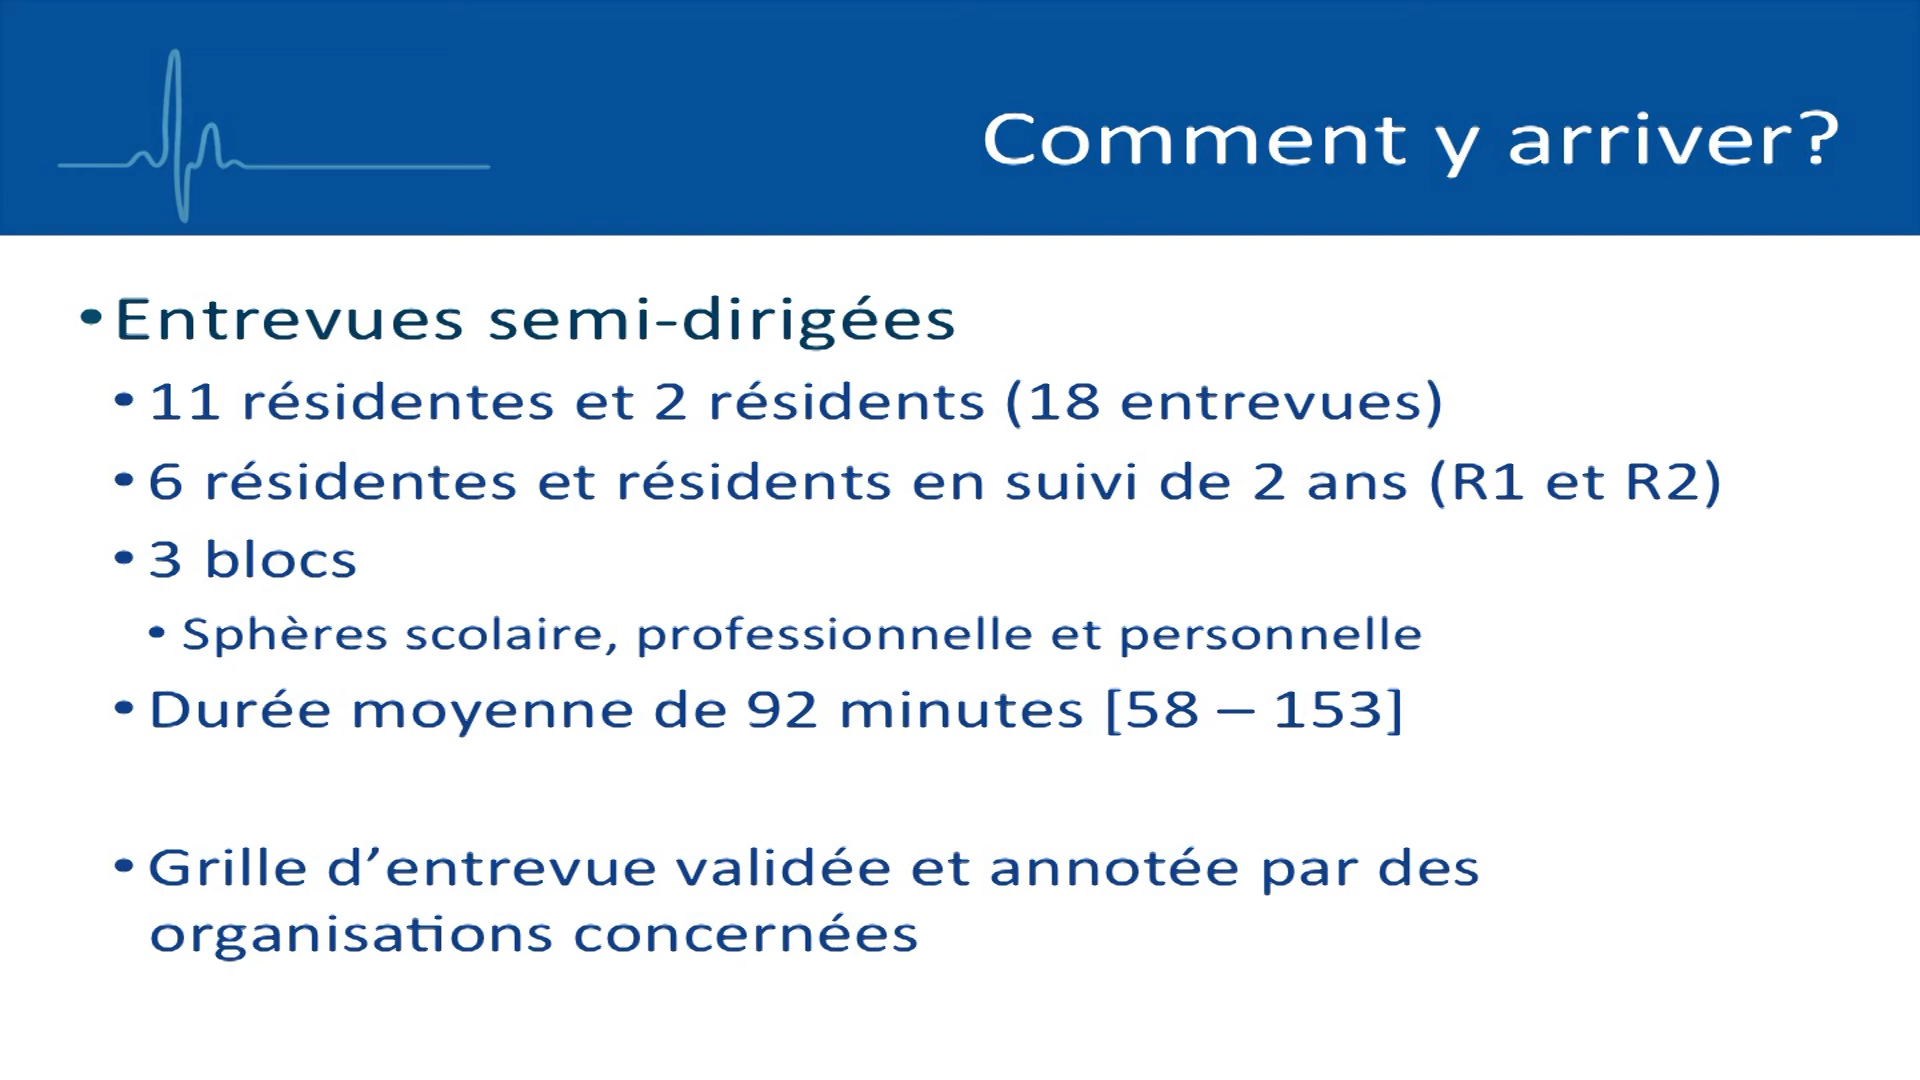 Comment y arriver?
• Entrevues semi-dirigées
• 11 résidentes et 2 résidents (18 entrevues)
• 6 résidentes et résidents en suivi de 2 ans (R1 et R2)
• 3 blocs
• Sphères scolaire, professionnelle et personnelle
• Durée moyenne de 92 minutes [58 – 153]
• Grille d’entrevue validée et annotée par des
organisations concernées